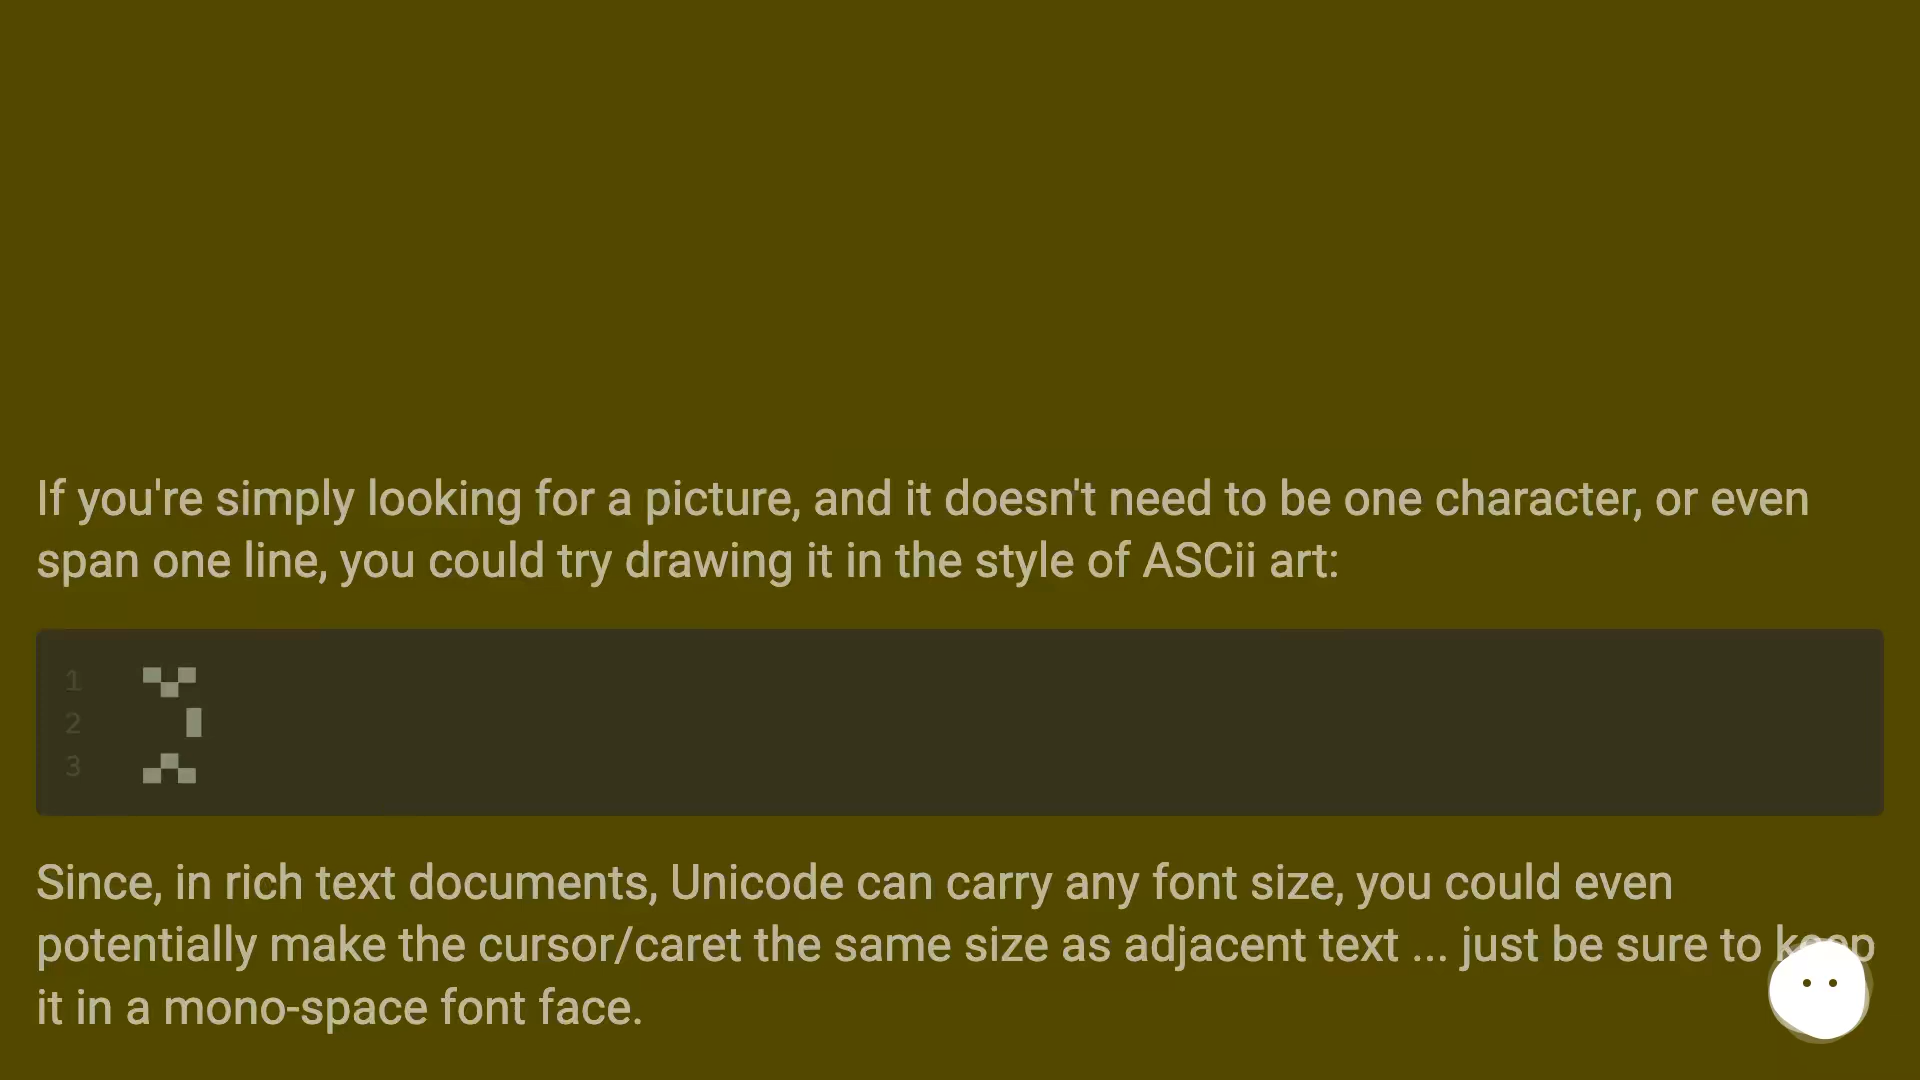 If you're simply looking for a picture, and it doesn't need to be one character, or even
span one line, you could try drawing it in the style of ASCii art:
1 ▀▄▀
2   ▐
3 ▄▀▄
Since, in rich text documents, Unicode can carry any font size, you could even
potentially make the cursor/caret the same size as adjacent text ... just be sure to keep
it in a mono-space font face.